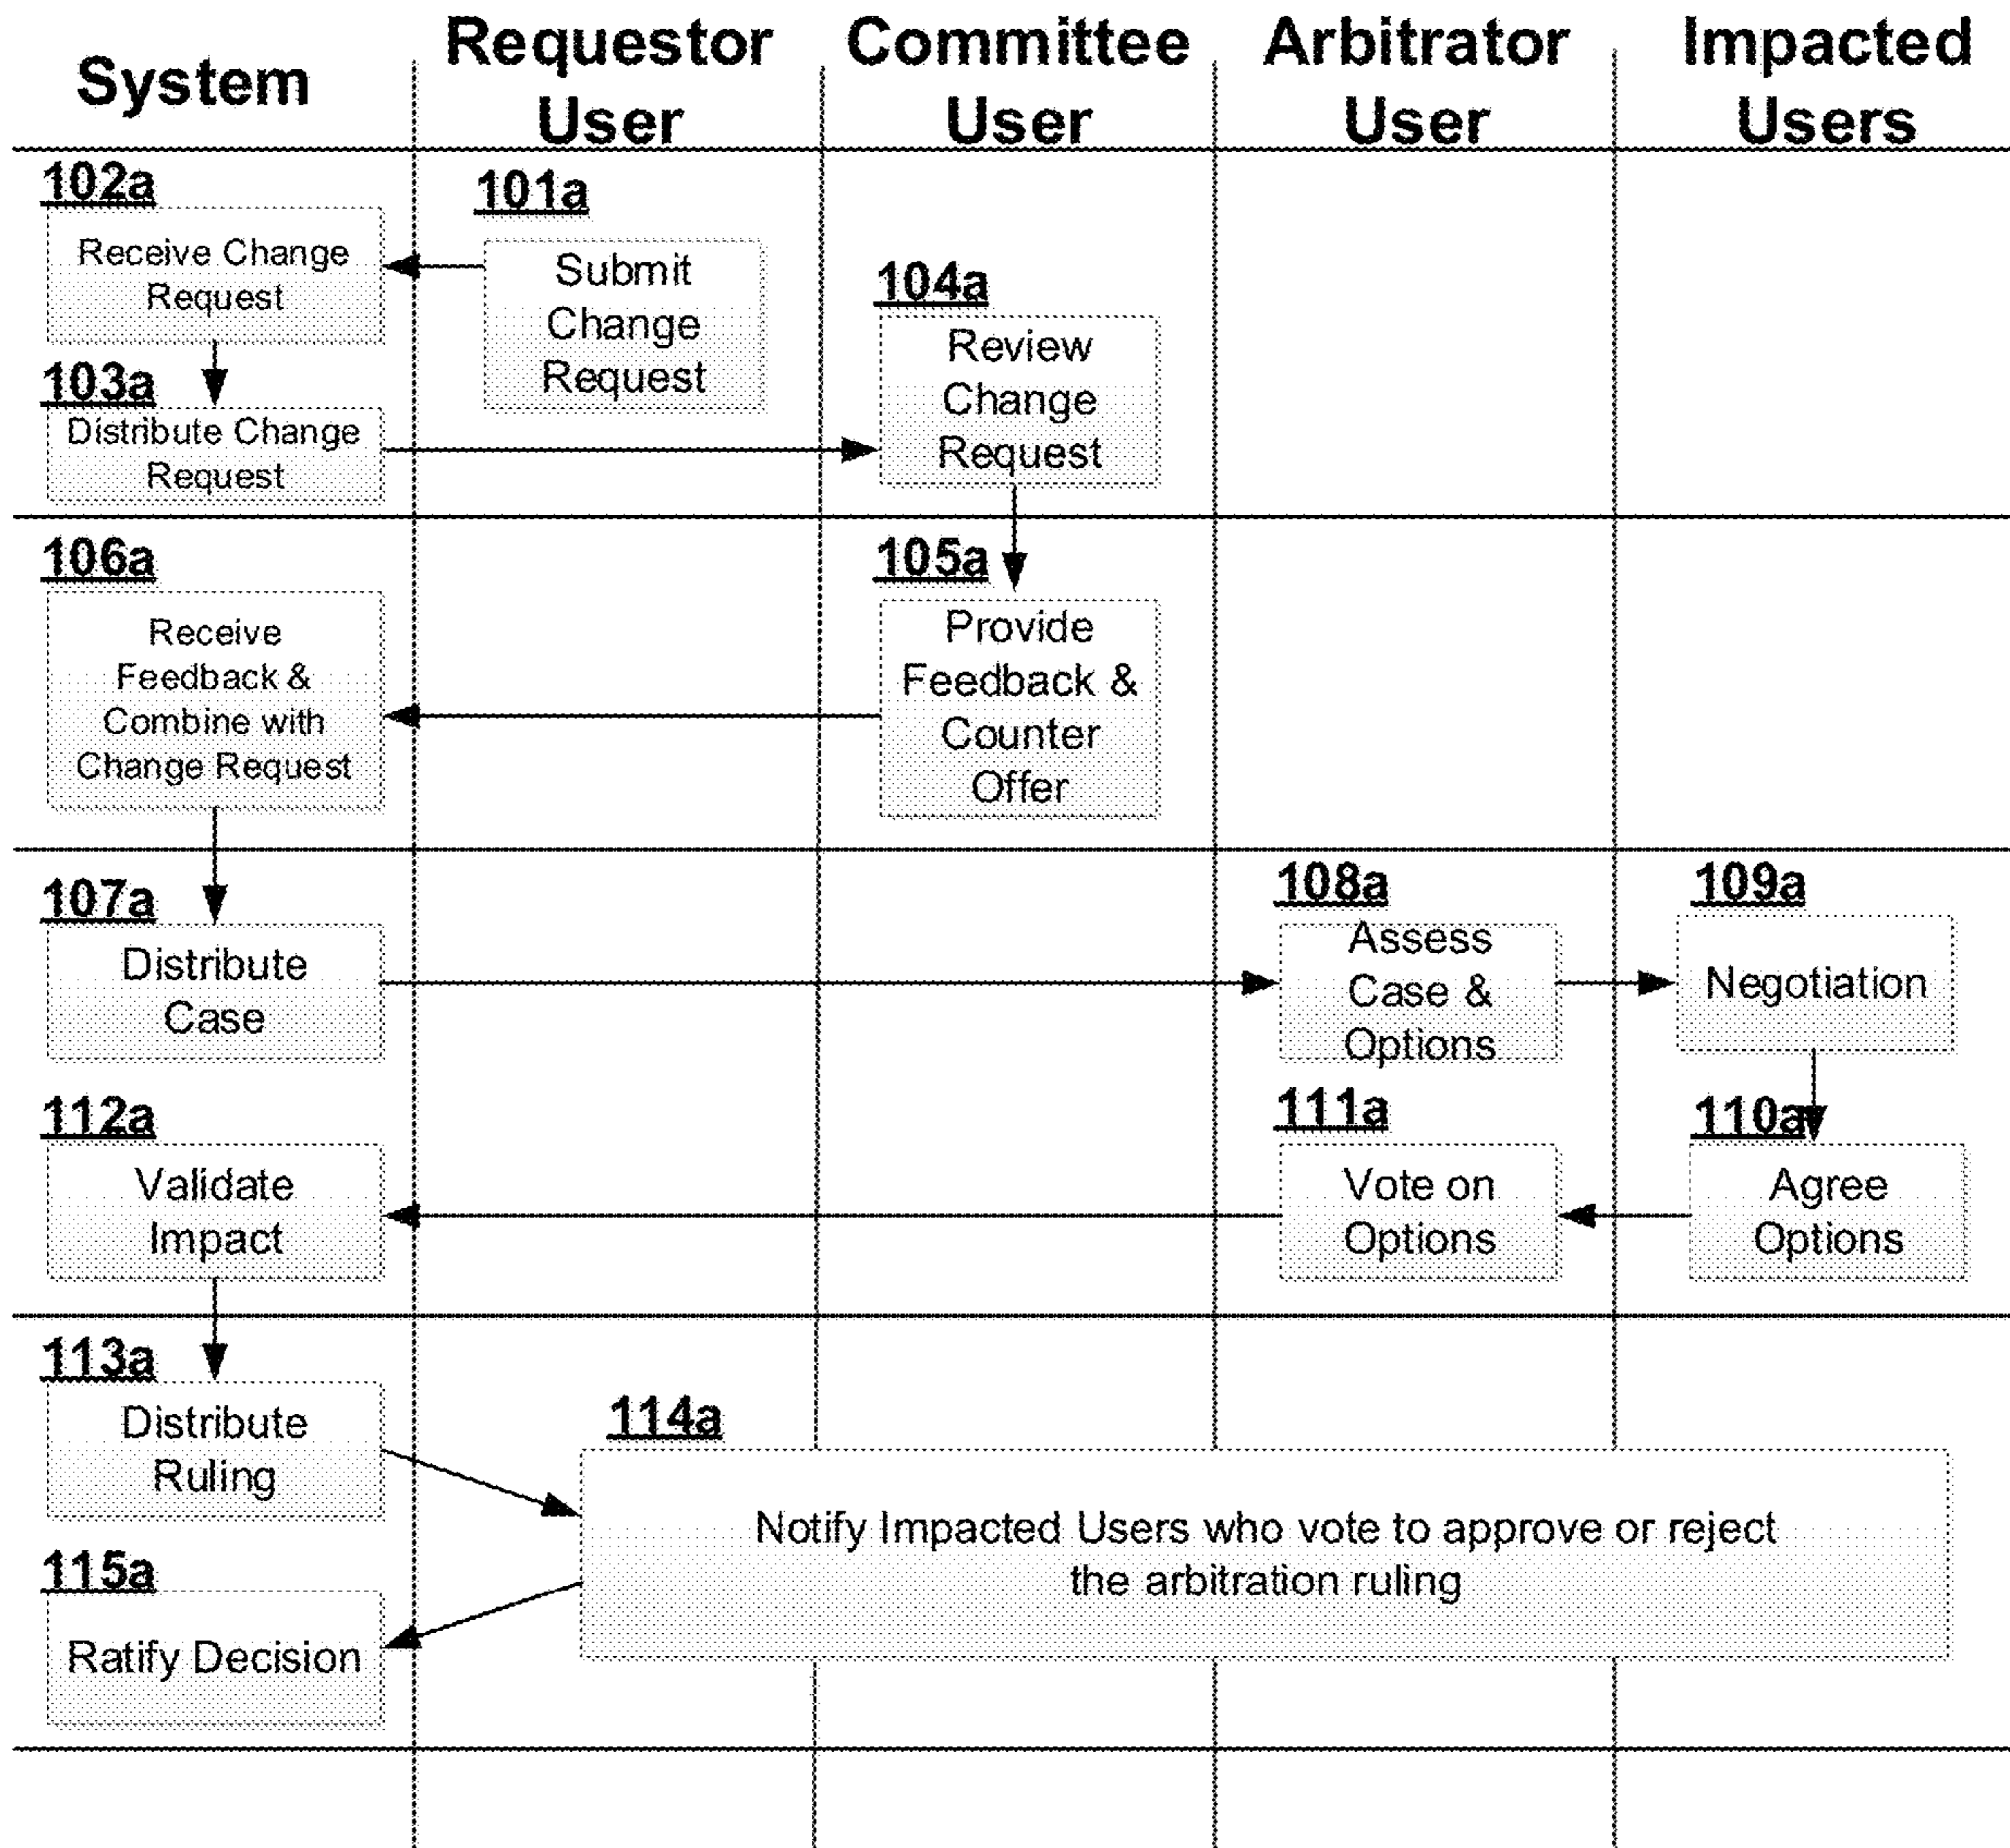 System
Requestor
User
Committee
User
Arbitrator
User
Impacted
Users
102a
Receive Change
Request
101a
Submit
Change
Request
104a
Review
Change
Request
103a
Distribute Change
Request
106a
Receive
Feedback &
Combine with
Change Request
105a
Provide
Feedback &
Counter
Offer
107a
Distribute
Case
108a
Assess
Case &
Options
109a
Negotiation
112a
Validate
Impact
111a
Vote on
Options
110a
Agree
Options
113a
Distribute
Ruling
114a
Notify Impacted Users who vote to approve or reject
the arbitration ruling
115a
Ratify Decision